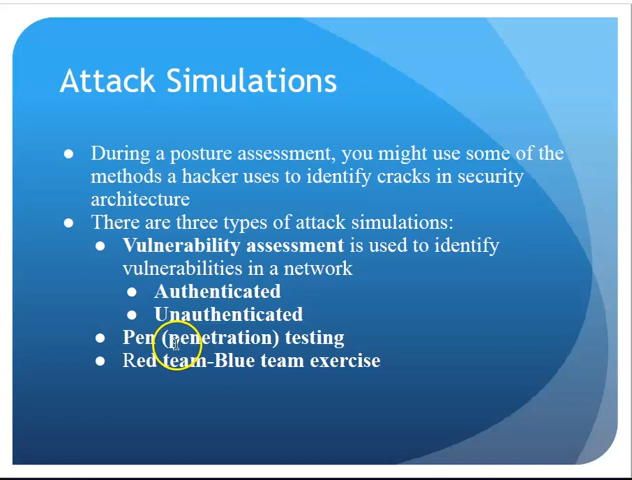 Attack Simulations
● During a posture assessment, you might use some of the
methods a hacker uses to identify cracks in security
architecture
● There are three types of attack simulations:
● Vulnerability assessment is used to identify
vulnerabilities in a network
● Authenticated
● Unauthenticated
● Pen (penetration) testing
● Red team-Blue team exercise